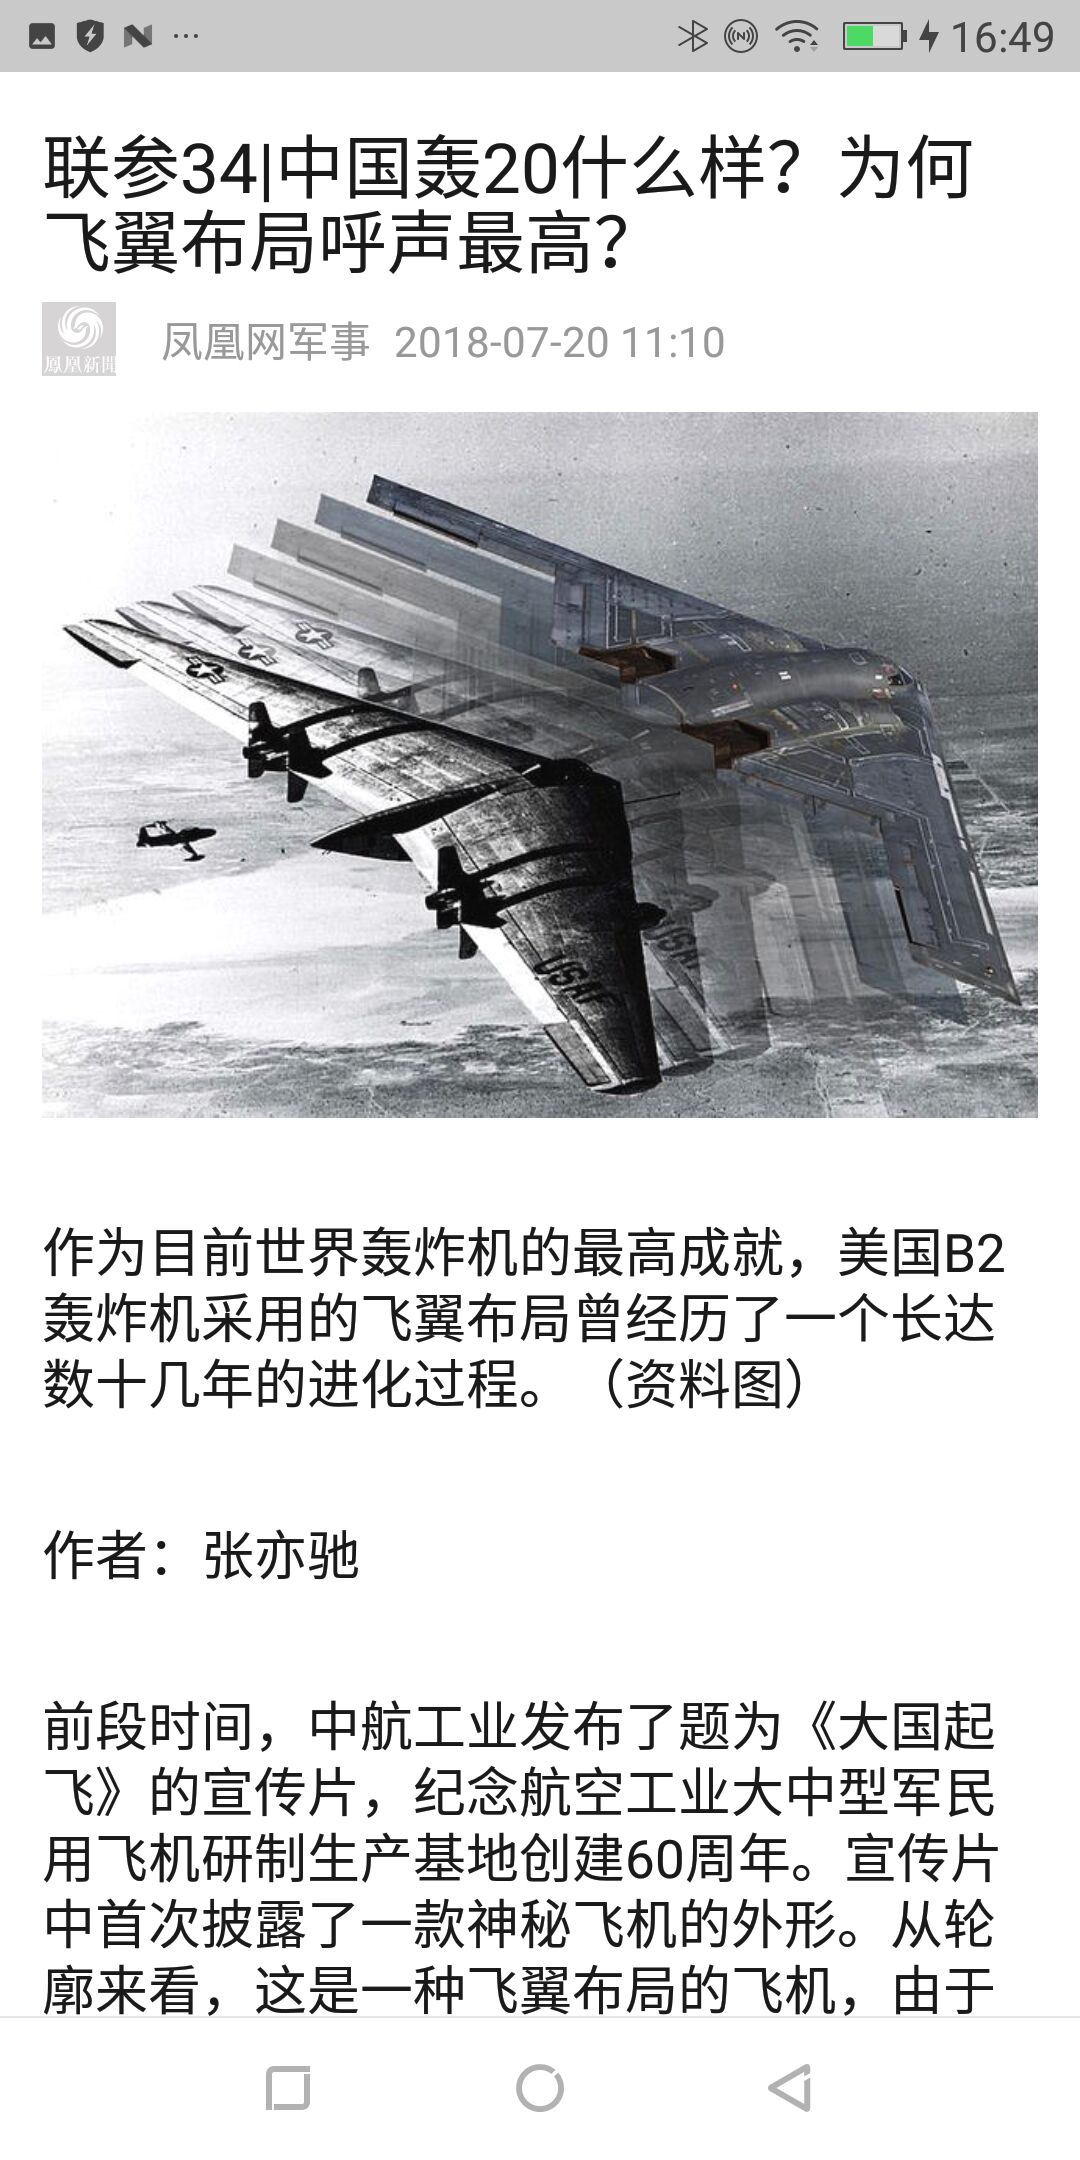 16:49
联参34|中国轰20什么样？为何
飞翼布局呼声最高？
鳳凰新聞
凤凰网军事 2018-07-20 11:10
USAF
作为目前世界轰炸机的最高成就，美国B2
轰炸机采用的飞翼布局曾经历了一个长达
数十几年的进化过程。（资料图）
作者：张亦驰
前段时间，中航工业发布了题为《大国起
飞》的宣传片，纪念航空工业大中型军民
用飞机研制生产基地创建60周年。宣传片
中首次披露了一款神秘飞机的外形。从轮
廓来看，这是一种飞翼布局的飞机，由于